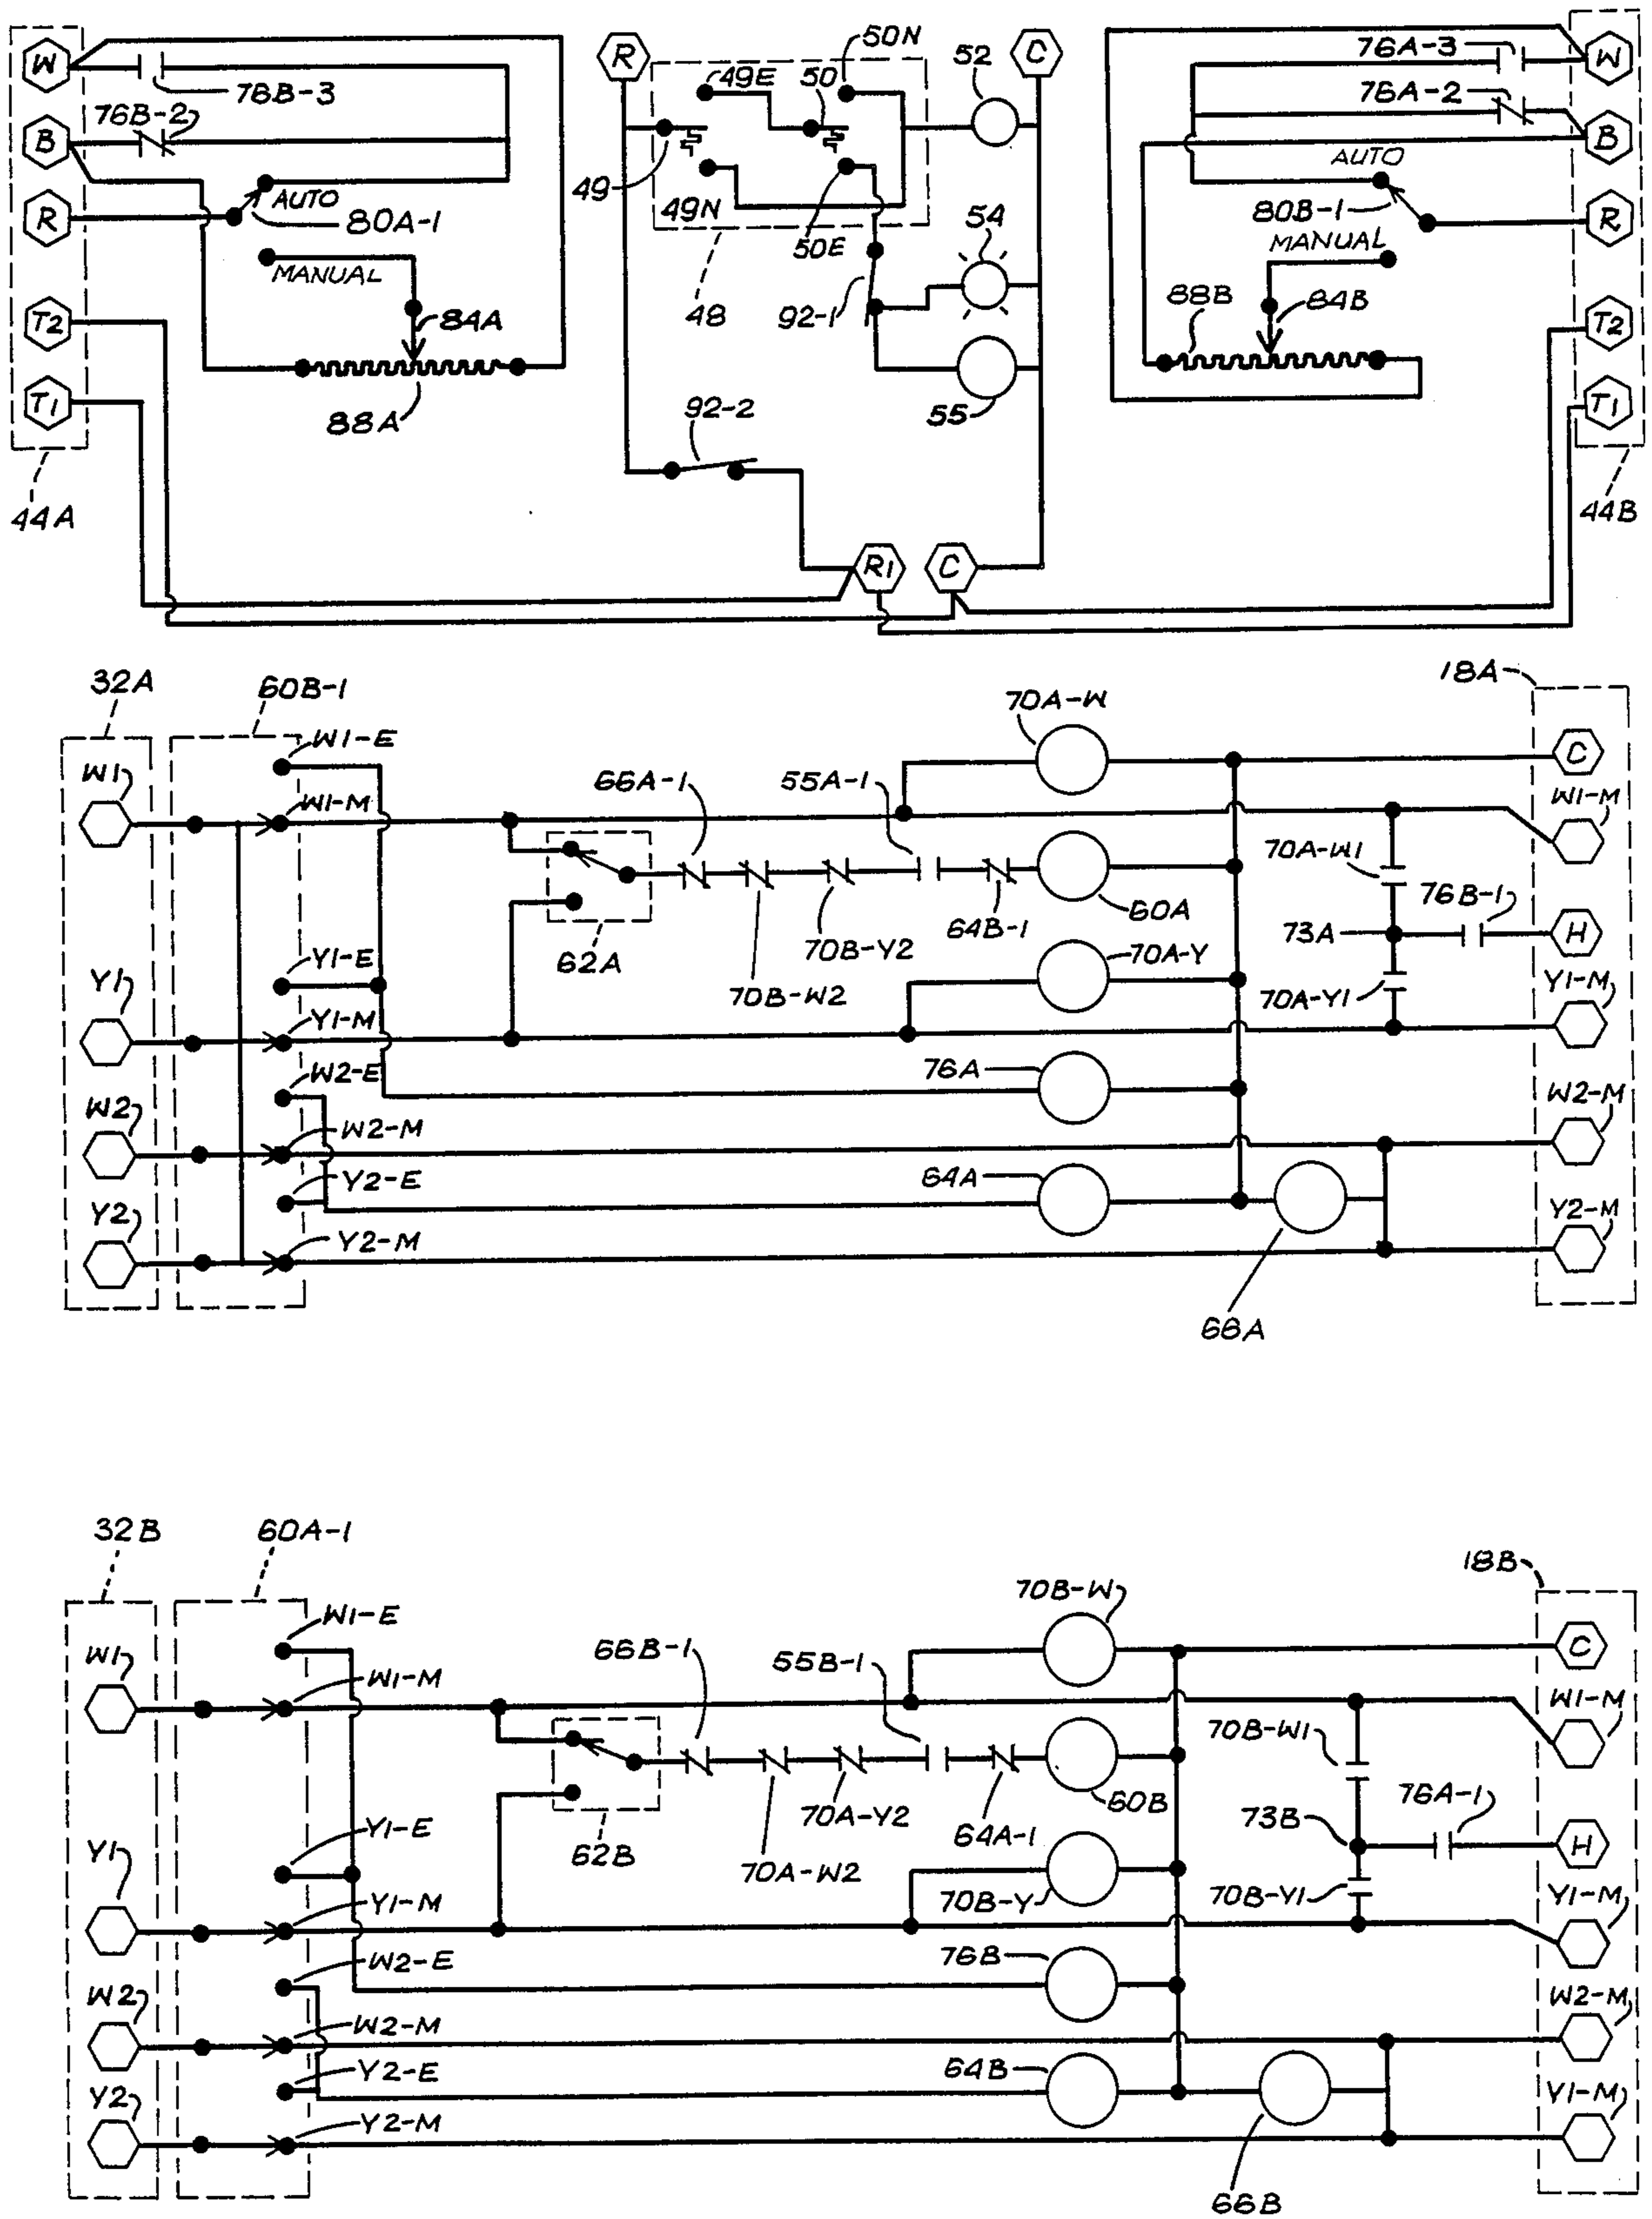 W
76B-3
76B-2
B
AUTO
R
80A-1
MANUAL
T2
84A
T1
88A
44A
R
49E
50
50N
52
C
49
49N
50E
54
48
92-1
55
92-2
R1
C
76A-3
W
76A-2
B
AUTO
80B-1
R
MANUAL
88B
84B
T2
T1
44B
32A
60B-1
70A-W
18A
W1
W1-E
W1-M
66A-1
55A-1
C
W1-M
70A-W1
76B-1
60A
64B-1
70B-Y2
70B-W2
62A
73A
H
Y1
Y1-E
Y1-M
70A-Y
70A-Y1
Y1-M
W2
W2-E
W2-M
76A
W2-M
Y2
Y2-E
Y2-M
64A
Y2-M
66A
32B
60A-1
70B-W
18B
W1
W1-E
W1-M
66B-1
55B-1
C
W1-M
70B-W1
76A-1
60B
64A-1
70A-Y2
70A-W2
62B
73B
H
Y1
Y1-E
Y1-M
70B-Y
70B-Y1
Y1-M
W2
W2-E
W2-M
76B
W2-M
Y2
Y2-E
Y2-M
64B
Y1-M
66B